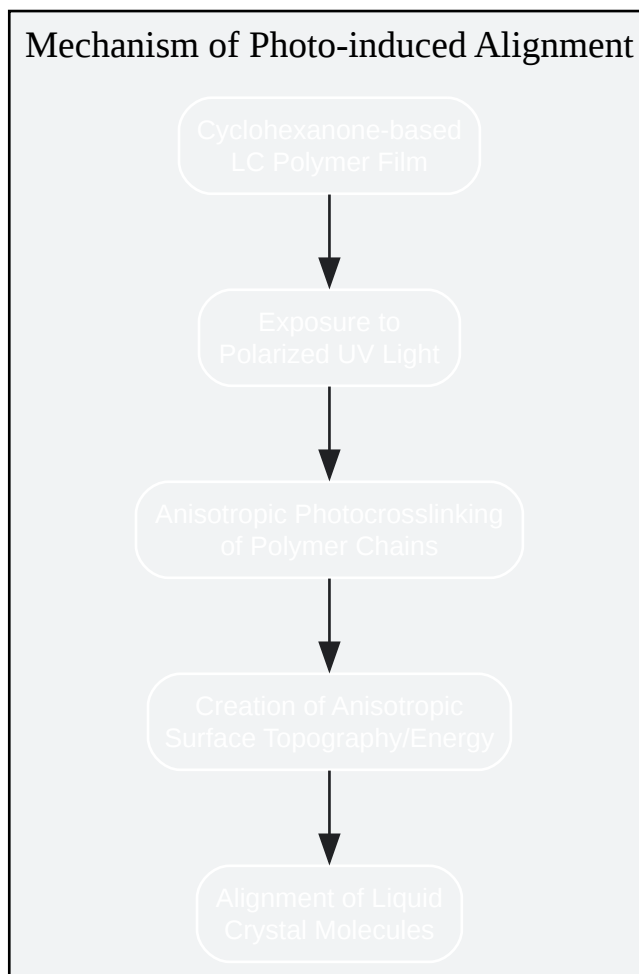 Mechanism of Photo-induced Alignment
Cyclohexanone-based
LC Polymer Film
Exposure to
Polarized UV Light
Anisotropic Photocrosslinking
of Polymer Chains
Creation of Anisotropic
Surface Topography/Energy
Alignment of Liquid
Crystal Molecules